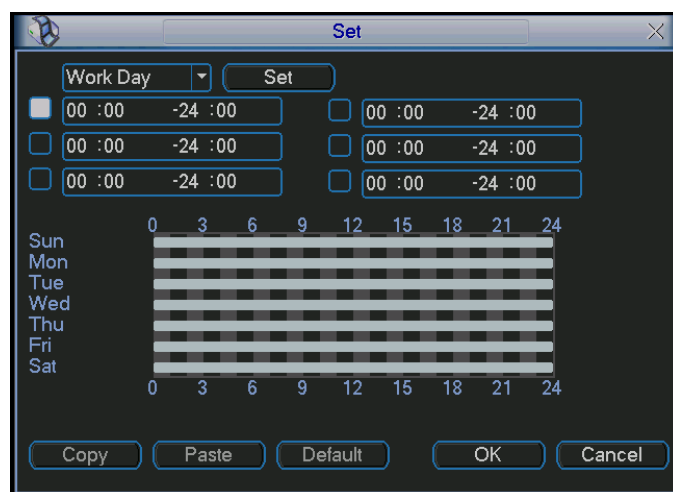 Set
Work Day Set
00 :00 -24 :00 00 :00 -24 :00
00 :00 -24 :00 00 :00 -24 :00
00 :00 -24 :00 00 :00 -24 :00
0 3 6 9 12 15 18 21 24
Sun
Mon
Tue
Wed
Thu
Fri
Sat
0 3 6 9 12 15 18 21 24
Copy Paste Default OK Cancel